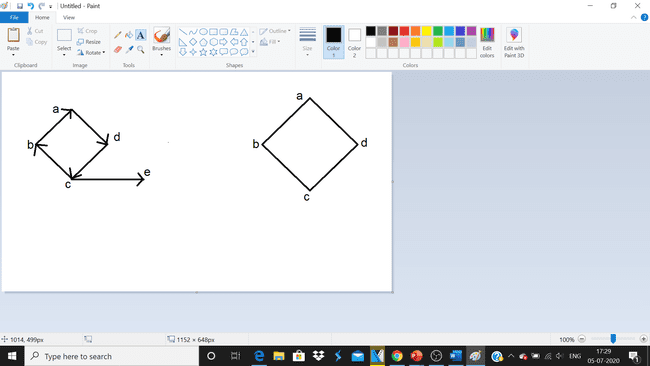 Untitled - Paint
File Home View
Paste
Cut
Copy
Clipboard
Select
Crop
Resize
Rotate
Image
A
Tools
Brushes
Outline
Fill
Shapes
Size
Color
1
Color
2
Colors
Edit
colors
Edit with
Paint 3D
a
d
b
c
e
a
b
d
c
1014, 499px
1152 × 648px
100%
Type here to search
ENG
17:29
05-07-2020
1